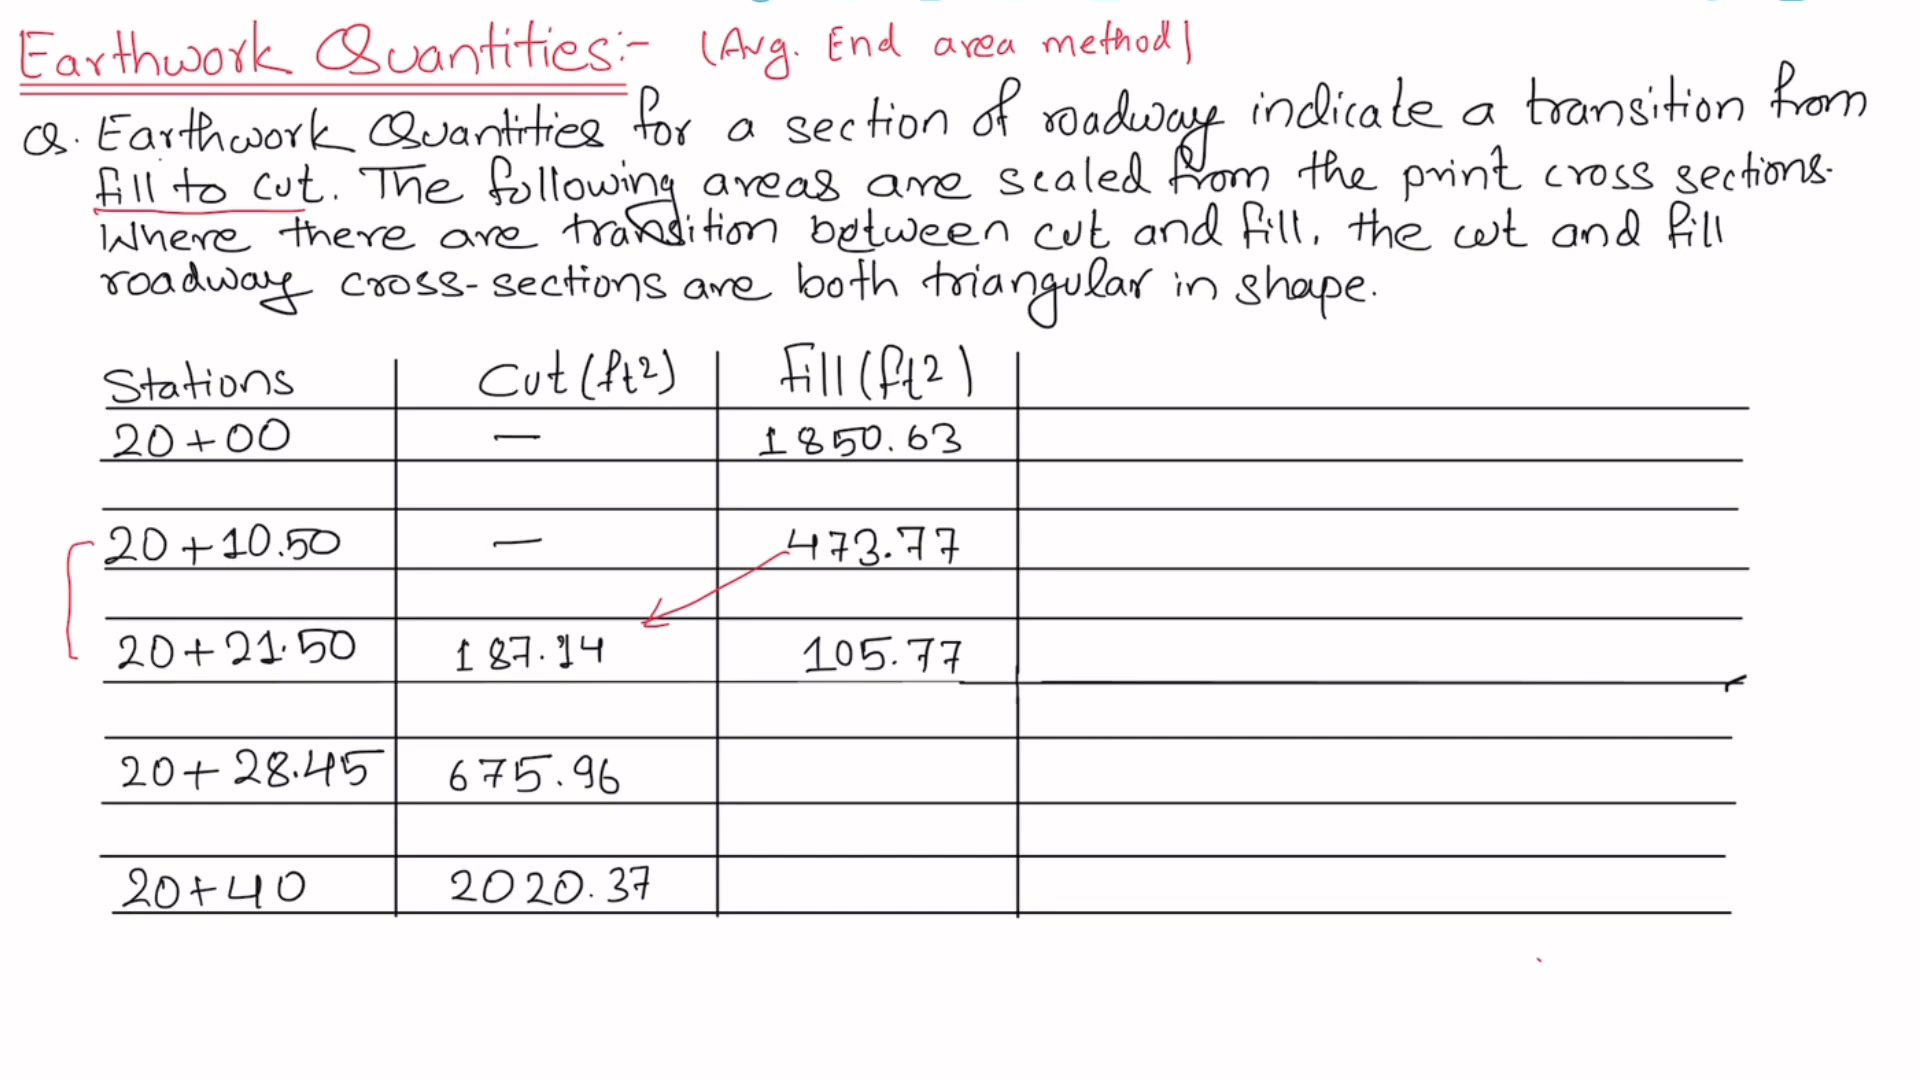 Earthwork Quantities:- (Avg. End area method)
Q. Earthwork Quantities for a section of roadway indicate a transition from
fill to cut. The following areas are scaled from the print cross sections.
Where there are transition between cut and fill, the cut and fill
roadway cross-sections are both triangular in shape.
Stations Cut (ft2) Fill (ft2)
20+00 — 1850.63
20+10.50 — 473.77
20+21.50 187.14 105.77
20+28.45 675.96
20+40 2020.37